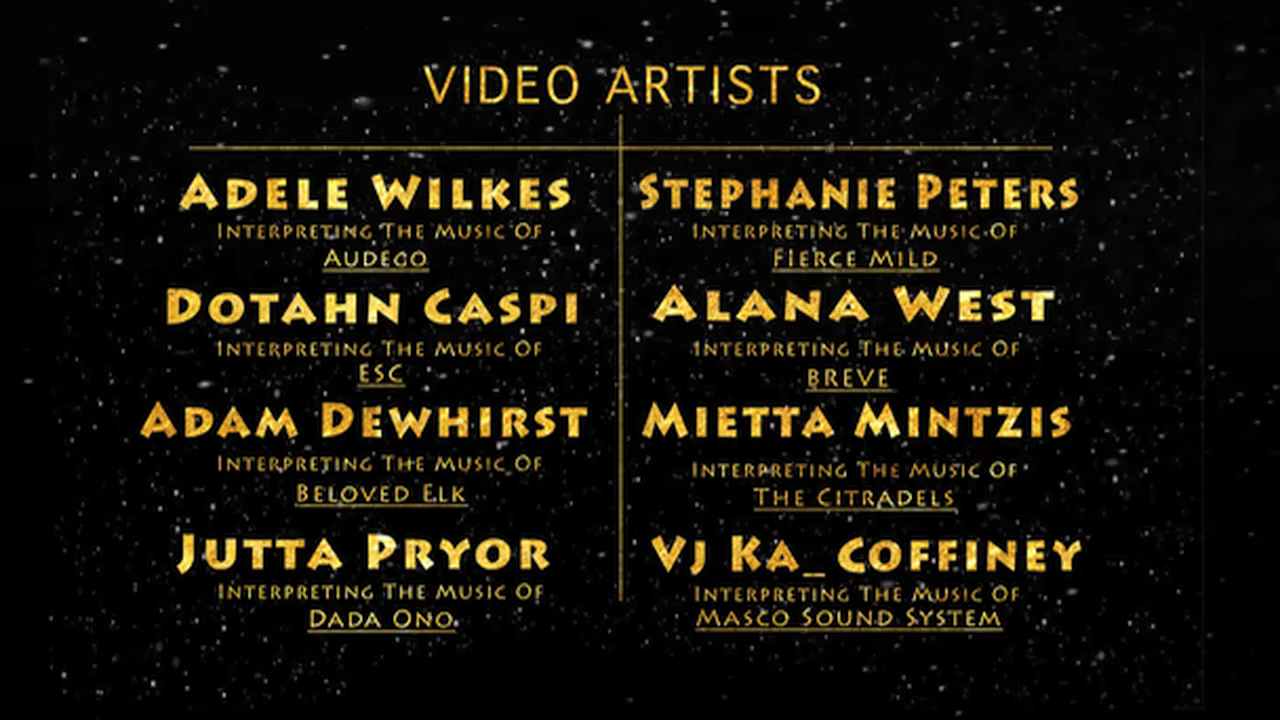 VIDEO ARTISTS
ADELE WILKES
INTERPRETING THE MUSIC OF
AUDEGO
DOTAHN CASPI
INTERPRETING THE MUSIC OF
ESC
ADAM DEWHIRST
INTERPRETING THE MUSIC OF
BELOVED ELK
JUTTA PRYOR
INTERPRETING THE MUSIC OF
DADA ONO
STEPHANIE PETERS
INTERPRETING THE MUSIC OF
FIERCE MILD
ALANA WEST
INTERPRETING THE MUSIC OF
BREVE
MIETTA MINTZIS
INTERPRETING THE MUSIC OF
THE CITRADELS
VJ KA_COFFINEY
INTERPRETING THE MUSIC OF
MASCO SOUND SYSTEM